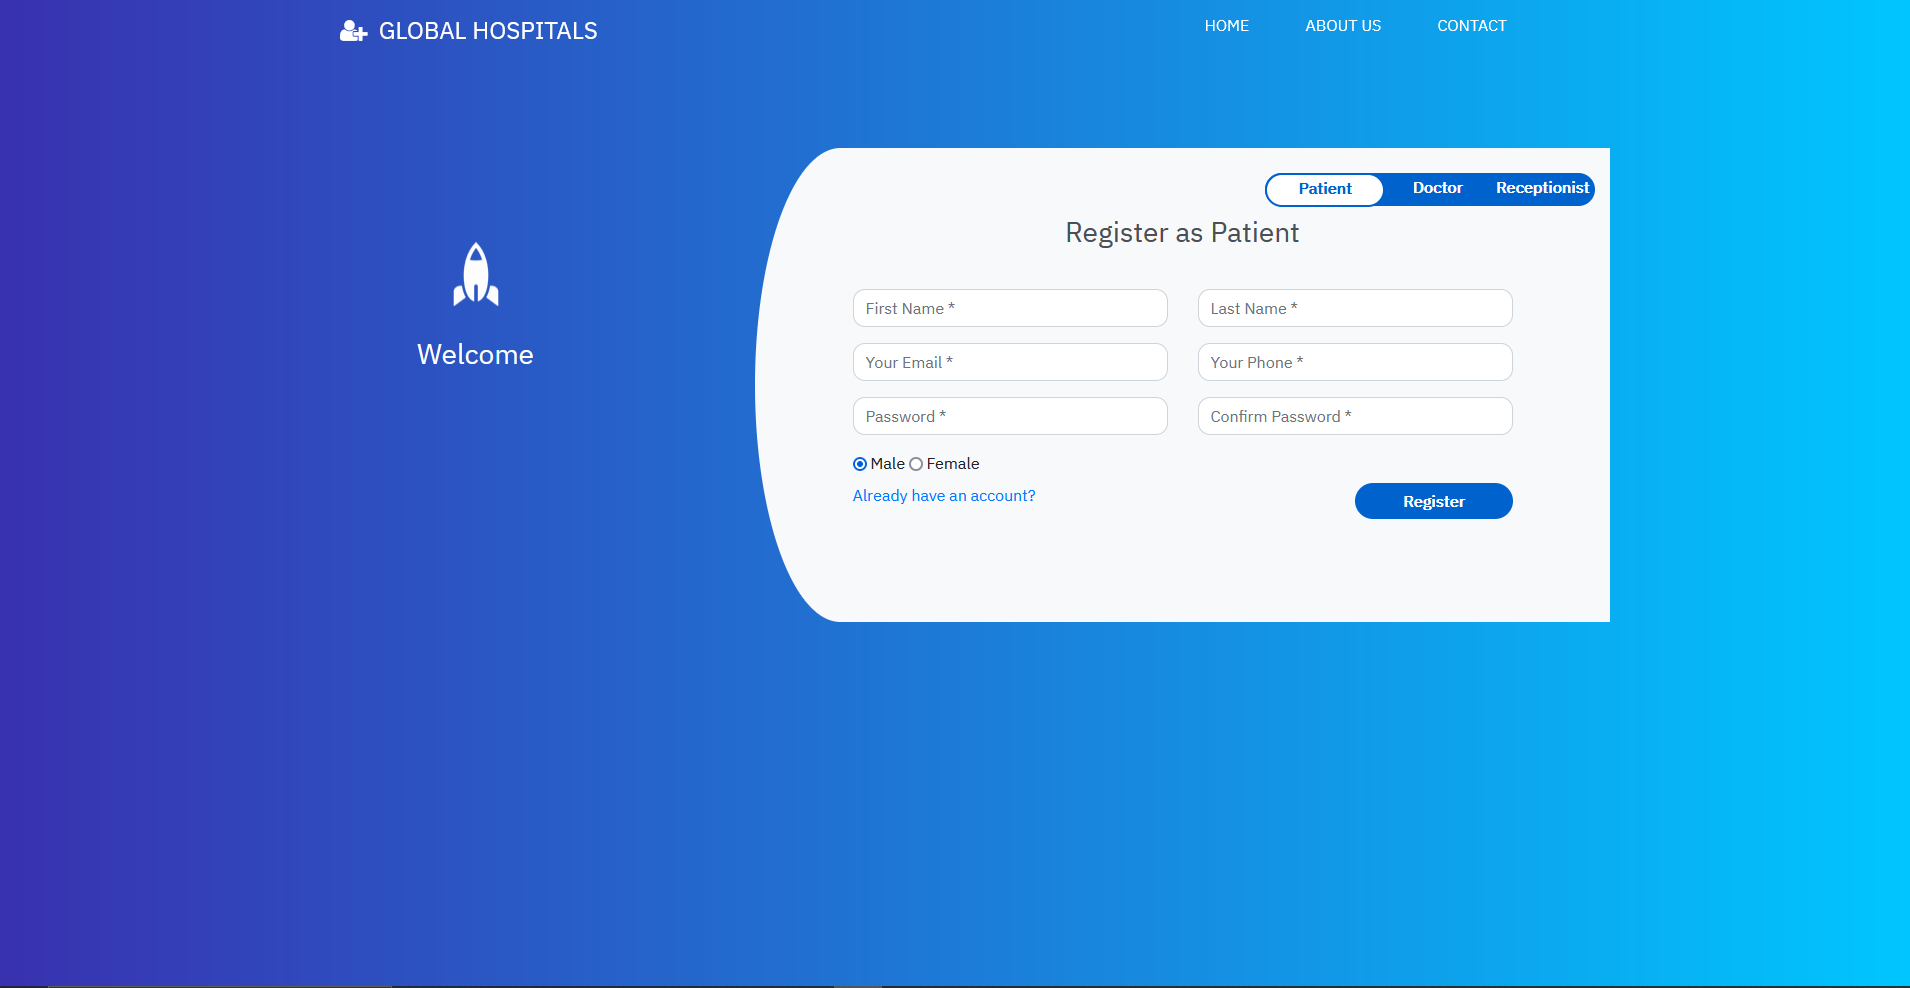 GLOBAL HOSPITALS
HOME ABOUT US CONTACT
Patient Doctor Receptionist
Register as Patient
Welcome
First Name * Last Name *
Your Email * Your Phone *
Password * Confirm Password *
Male Female
Already have an account?
Register